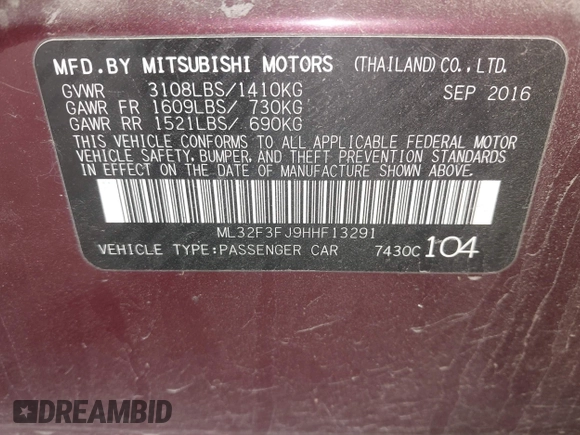 MFD.BY MITSUBISHI MOTORS (THAILAND)CO.,LTD.
GVWR 3108LBS/1410KG SEP 2016
GAWR FR 1609LBS/ 730KG
GAWR RR 1521LBS/ 690KG
THIS VEHICLE CONFORMS TO ALL APPLICABLE FEDERAL MOTOR
VEHICLE SAFETY, BUMPER, AND THEFT PREVENTION STANDARDS
IN EFFECT ON THE DATE OF MANUFACTURE SHOWN ABOVE.
ML32F3FJ9HHF13291
VEHICLE TYPE:PASSENGER CAR 7430C 104
DREAMBID